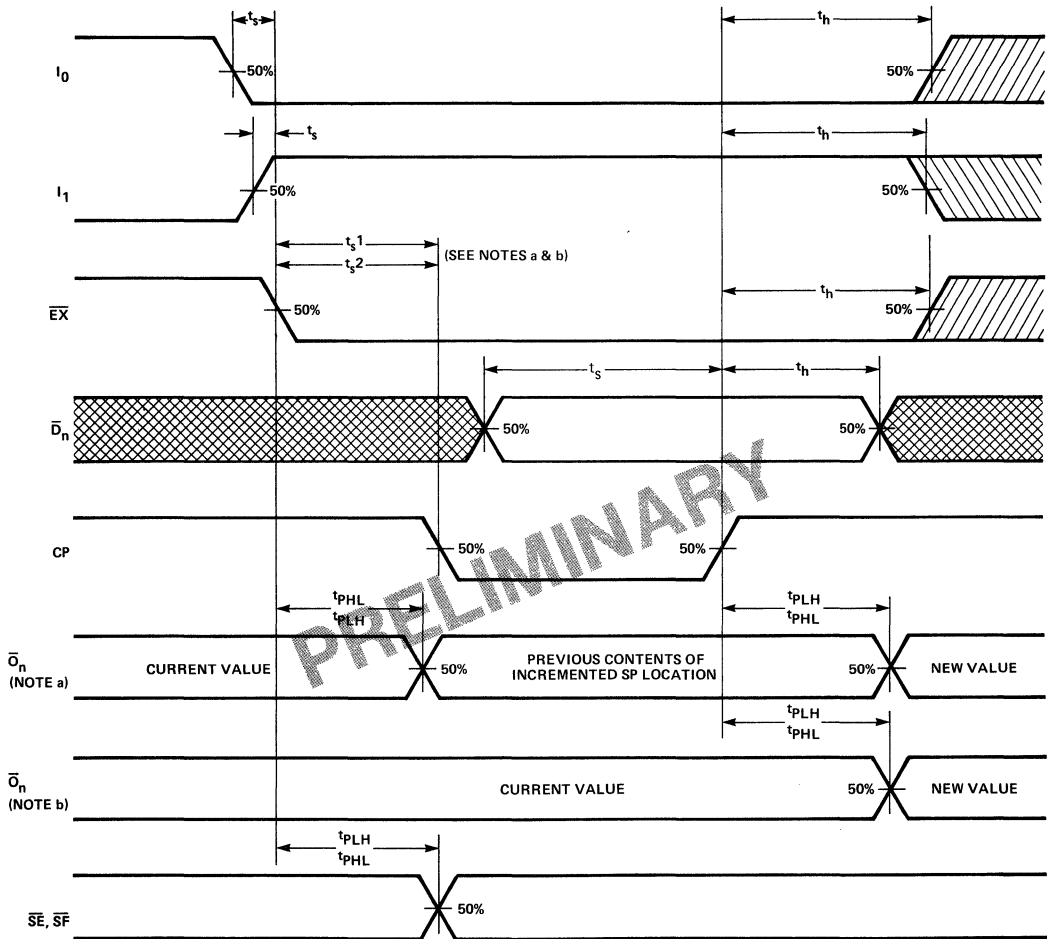 ts
th
I0
50%
50%
ts
th
I1
50%
50%
ts1
ts2
(SEE NOTES a & b)
th
EX
50%
50%
ts
th
Dn
50%
50%
CP
50%
50%
PRELIMINARY
tPHL
tPLH
tPLH
tPHL
On
(NOTE a)
CURRENT VALUE
50%
PREVIOUS CONTENTS OF
INCREMENTED SP LOCATION
50%
NEW VALUE
tPLH
tPHL
On
(NOTE b)
CURRENT VALUE
50%
NEW VALUE
tPLH
tPHL
SE, SF
50%